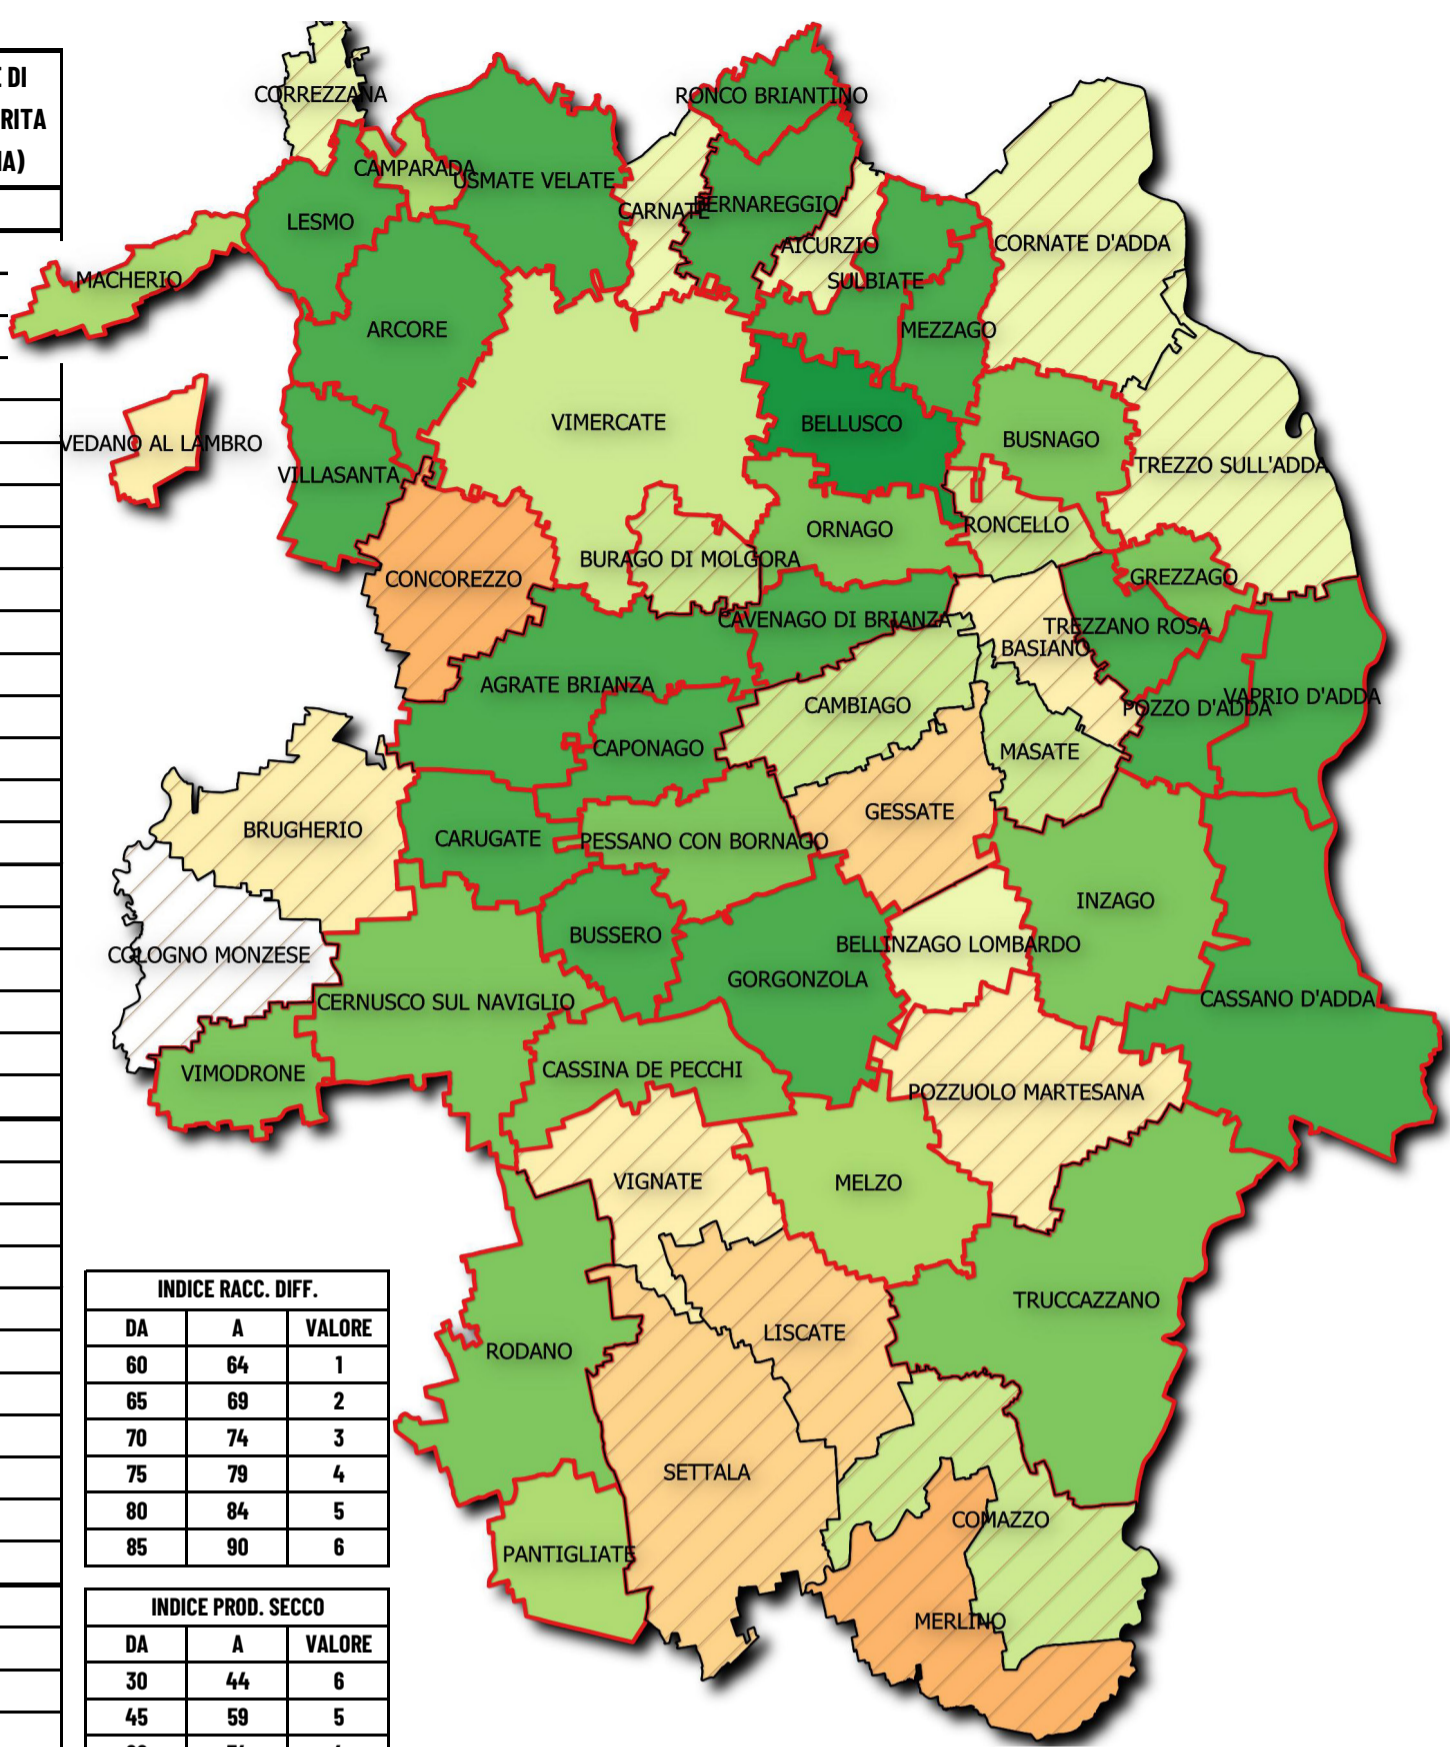 E DI
RITA
IA)
CORREZZANA
RONCO BRIANTINO
CAMPARADA
USMATE VELATE
LESMO
CARNATE
BERNAREGGIO
AICURZIO
CORNATE D'ADDA
MACHERIO
SULBIATE
ARCORE
MEZZAGO
VIMERCATE
BELLUSCO
BUSNAGO
VEDANO AL LAMBRO
VILLASANTA
TREZZO SULL'ADDA
ORNAGO
RONCELLO
BURAGO DI MOLGORA
CONCOREZZO
GREZZAGO
CAVENAGO DI BRIANZA
TREZZANO ROSA
BASIANO
AGRATE BRIANZA
CAMBIAGO
POZZO D'ADDA
VAPRIO D'ADDA
CAPONAGO
MASATE
GESSATE
BRUGHERIO
CARUGATE
PESSANO CON BORNAGO
INZAGO
BUSSERO
BELLINZAGO LOMBARDO
COLOGNO MONZESE
GORGONZOLA
CERNUSCO SUL NAVIGLIO
CASSANO D'ADDA
VIMODRONE
CASSINA DE PECCHI
POZZUOLO MARTESANA
VIGNATE
MELZO
TRUCCAZZANO
LISCATE
RODANO
SETTALA
COMAZZO
PANTIGLIATE
MERLINO
INDICE RACC. DIFF.
DA A VALORE
60 64 1
65 69 2
70 74 3
75 79 4
80 84 5
85 90 6
INDICE PROD. SECCO
DA A VALORE
30 44 6
45 59 5